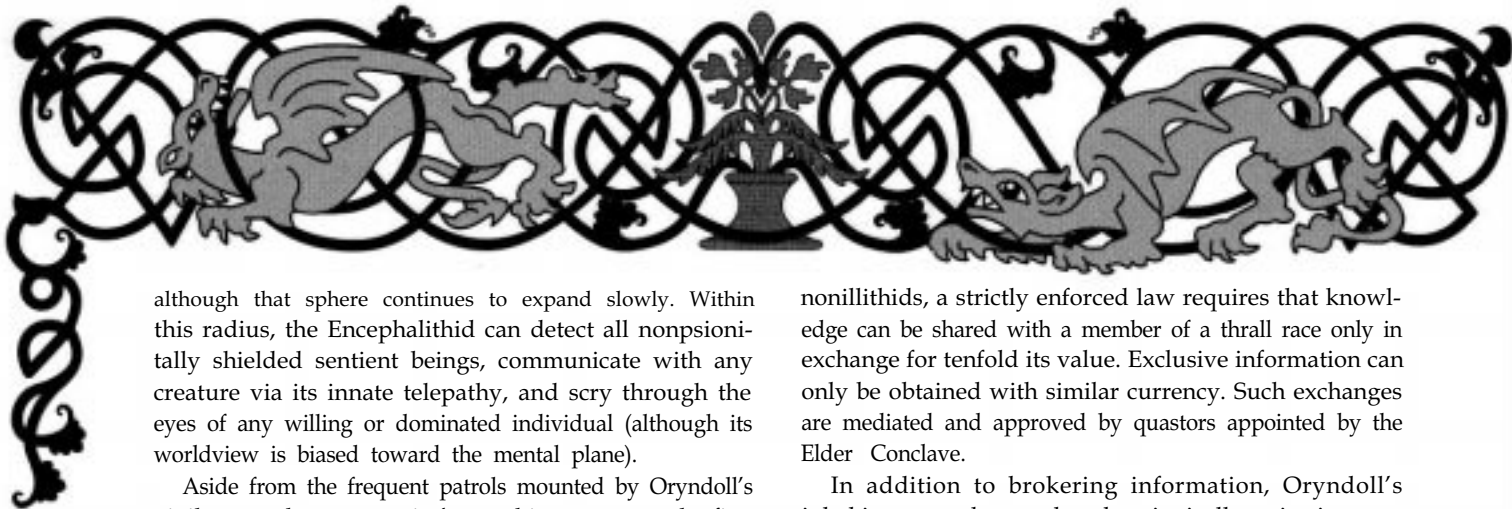 although that sphere continues to expand slowly. Within
this radius, the Encephalithid can detect all nonpsioni-
tally shielded sentient beings, communicate with any
creature via its innate telepathy, and scry through the
eyes of any willing or dominated individual (although its
worldview is biased toward the mental plane).
Aside from the frequent patrols mounted by Oryndoll's
nonillithids, a strictly enforced law requires that knowl-
edge can be shared with a member of a thrall race only in
exchange for tenfold its value. Exclusive information can
only be obtained with similar currency. Such exchanges
are mediated and approved by quastors appointed by the
Elder Conclave.
In addition to brokering information, Oryndoll's